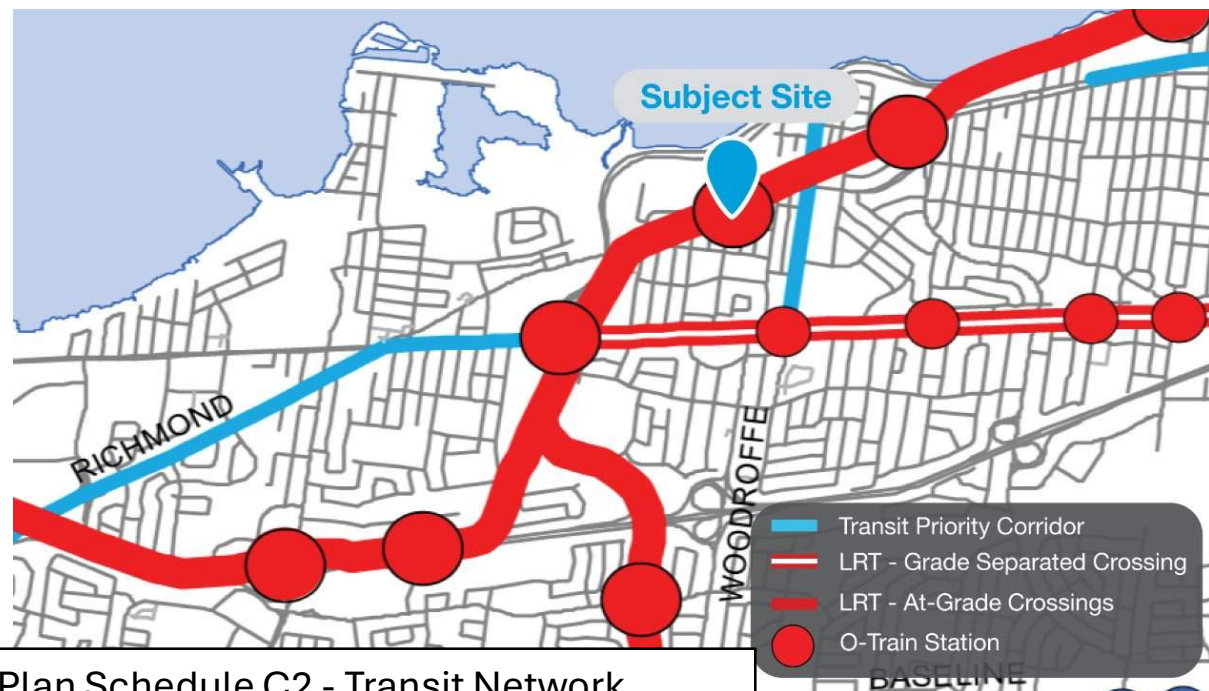 Subject Site
RICHMOND
WOODROFFE
Transit Priority Corridor
LRT - Grade Separated Crossing
LRT - At-Grade Crossings
O-Train Station
BASELINE
Plan Schedule C2 - Transit Network